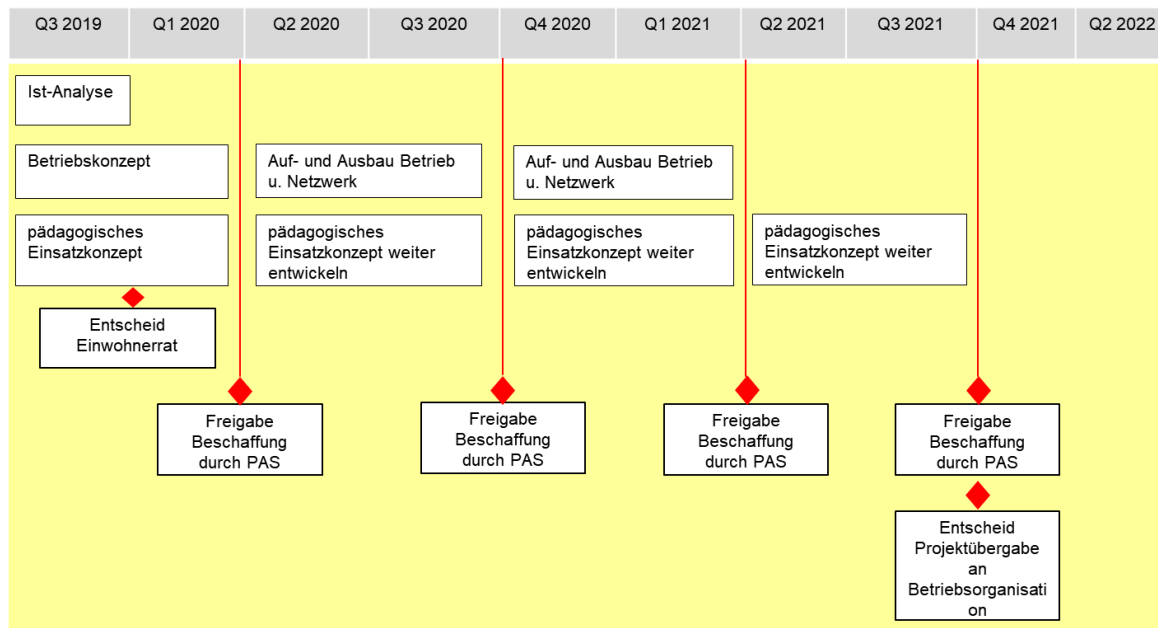 Q3 2019
Q1 2020
Q2 2020
Q3 2020
Q4 2020
Q1 2021
Q2 2021
Q3 2021
Q4 2021
Q2 2022
Ist-Analyse
Betriebskonzept
Auf- und Ausbau Betrieb
u. Netzwerk
Auf- und Ausbau Betrieb
u. Netzwerk
pädagogisches
Einsatzkonzept
pädagogisches
Einsatzkonzept weiter
entwickeln
pädagogisches
Einsatzkonzept weiter
entwickeln
pädagogisches
Einsatzkonzept weiter
entwickeln
Entscheid
Einwohnerrat
Freigabe
Beschaffung
durch PAS
Freigabe
Beschaffung
durch PAS
Freigabe
Beschaffung
durch PAS
Freigabe
Beschaffung
durch PAS
Entscheid
Projektübergabe
an
Betriebsorganisati
on